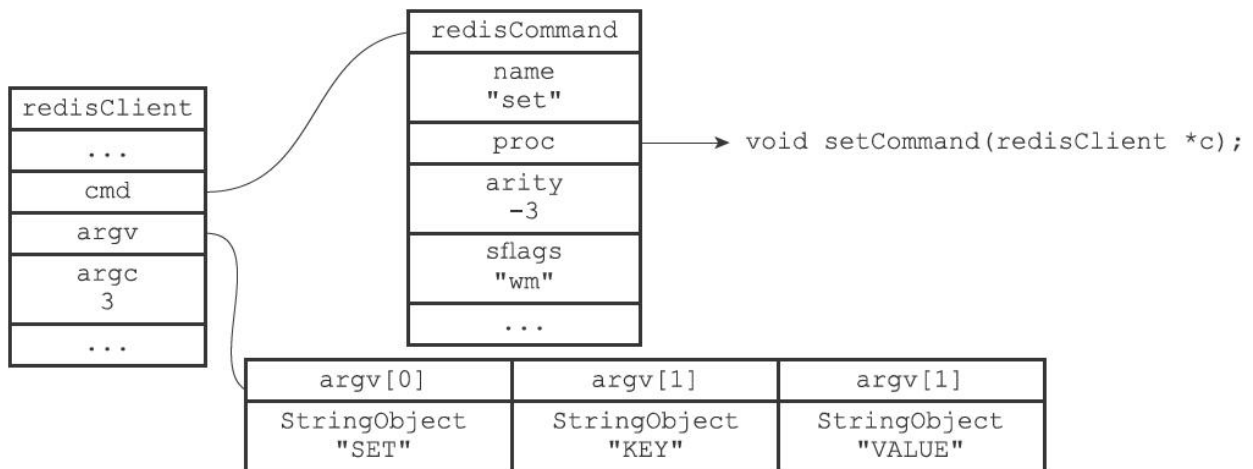 redisClient
...
cmd
argv
argc
3
...
redisCommand
name
"set"
proc
arity
-3
sflags
"wm"
...
void setCommand(redisClient *c);
argv[0] argv[1] argv[1]
StringObject StringObject StringObject
"SET" "KEY" "VALUE"